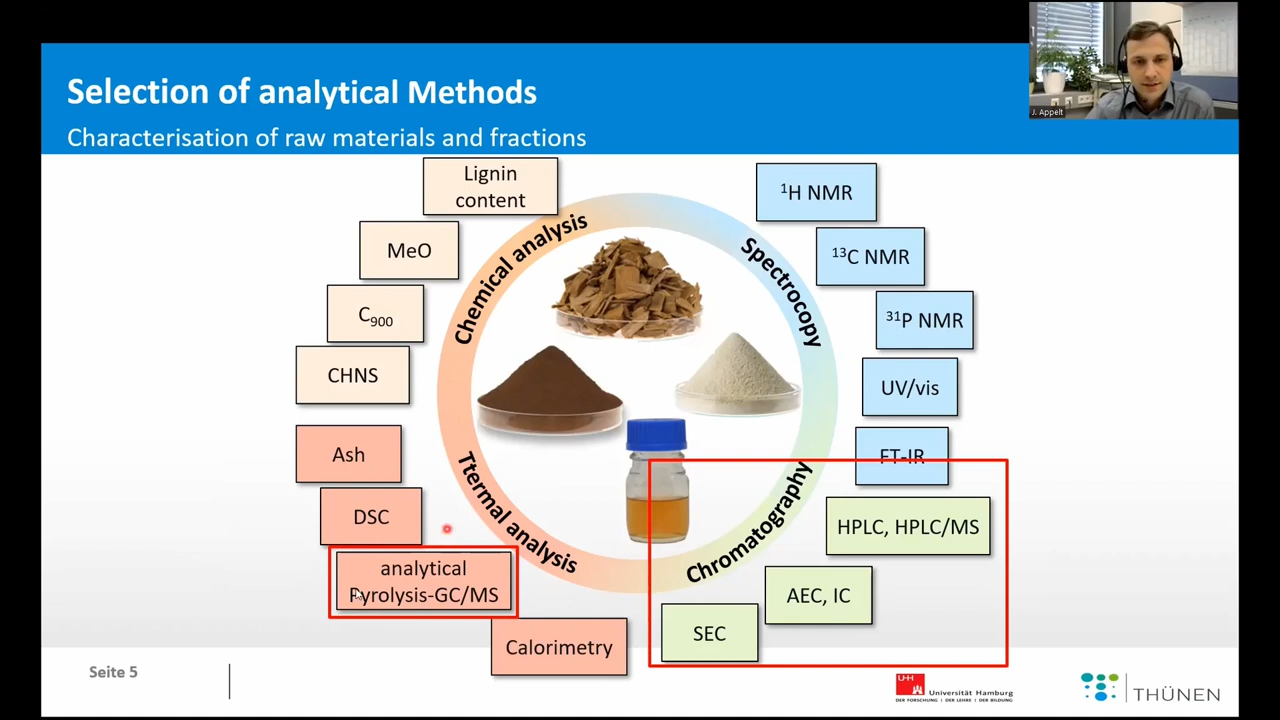 Selection of analytical Methods
Characterisation of raw materials and fractions
J. Appelt
Lignin
content
MeO
C₉₀₀
CHNS
Ash
DSC
analytical
Pyrolysis-GC/MS
Calorimetry
Chemical analysis
Spectrocopy
Ttermal analysis
Chromatography
¹H NMR
¹³C NMR
³¹P NMR
UV/vis
FT-IR
HPLC, HPLC/MS
AEC, IC
SEC
Seite 5
UH
Universität Hamburg
DER FORSCHUNG | DER LEHRE | DER BILDUNG
THÜNEN